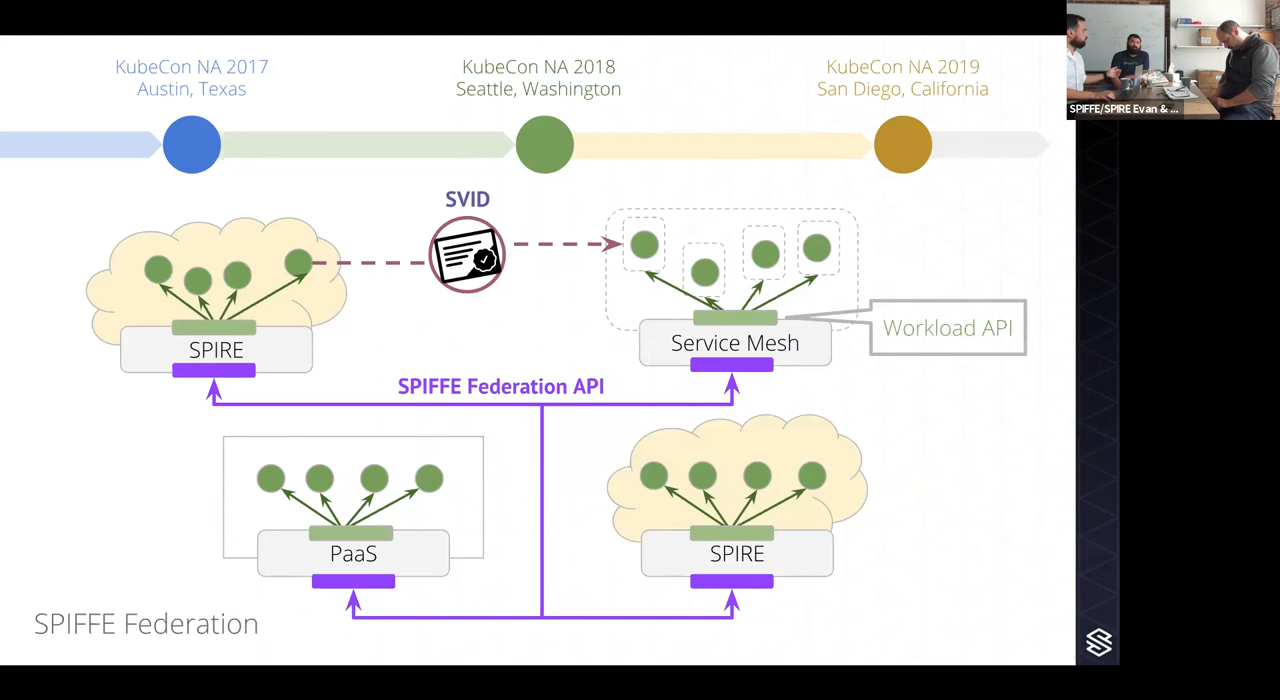 KubeCon NA 2017
Austin, Texas
KubeCon NA 2018
Seattle, Washington
KubeCon NA 2019
San Diego, California
SPIFFE/SPIRE Evan & ...
SVID
SPIRE
Service Mesh
Workload API
SPIFFE Federation API
PaaS
SPIRE
SPIFFE Federation